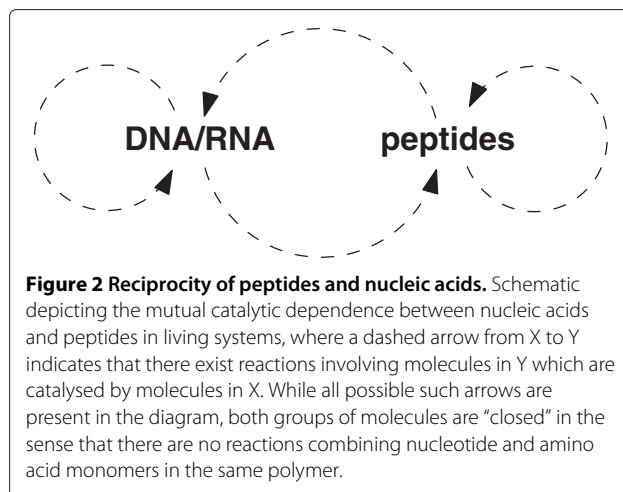 DNA/RNA peptides
Figure 2 Reciprocity of peptides and nucleic acids. Schematic
depicting the mutual catalytic dependence between nucleic acids
and peptides in living systems, where a dashed arrow from X to Y
indicates that there exist reactions involving molecules in Y which are
catalysed by molecules in X. While all possible such arrows are
present in the diagram, both groups of molecules are “closed” in the
sense that there are no reactions combining nucleotide and amino
acid monomers in the same polymer.